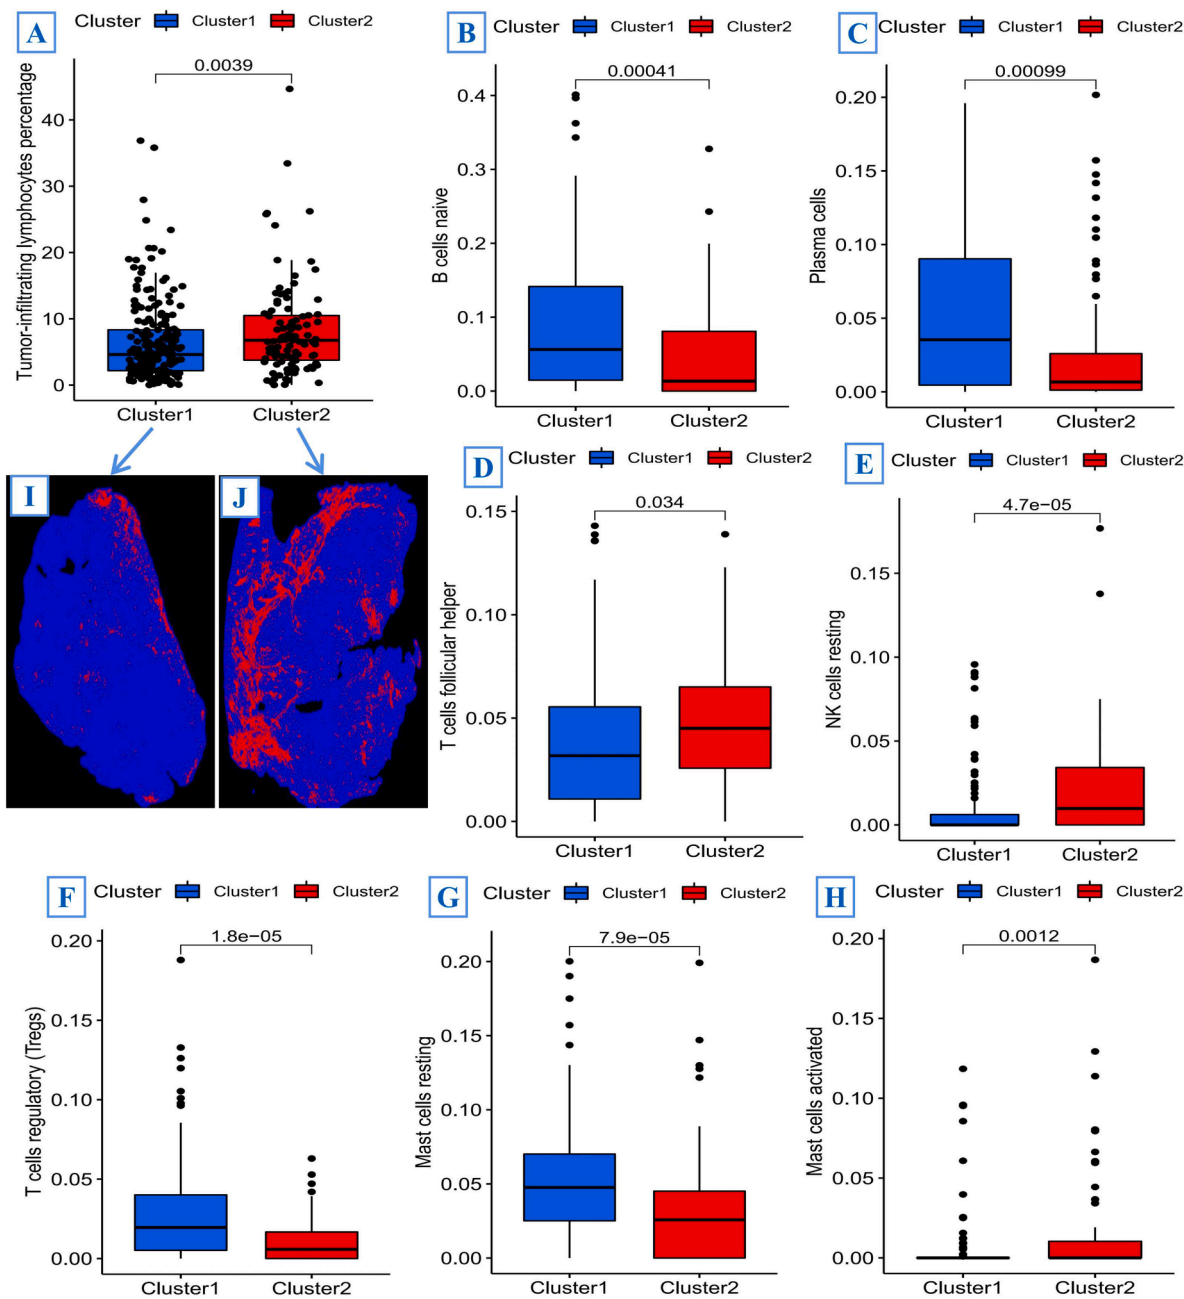 A
Cluster Cluster1 Cluster2
0.0039
Tumor-infiltrating lymphocytes percentage
40
30
20
10
0
Cluster1 Cluster2
B
Cluster Cluster1 Cluster2
0.00041
B cells naive
0.4
0.3
0.2
0.1
0.0
Cluster1 Cluster2
C
Cluster Cluster1 Cluster2
0.00099
Plasma cells
0.20
0.15
0.10
0.05
0.00
Cluster1 Cluster2
I
J
D
Cluster Cluster1 Cluster2
0.034
T cells follicular helper
0.15
0.10
0.05
0.00
Cluster1 Cluster2
E
Cluster Cluster1 Cluster2
4.7e−05
NK cells resting
0.15
0.10
0.05
0.00
Cluster1 Cluster2
F
Cluster Cluster1 Cluster2
1.8e−05
T cells regulatory (Tregs)
0.20
0.15
0.10
0.05
0.00
Cluster1 Cluster2
G
Cluster Cluster1 Cluster2
7.9e−05
Mast cells resting
0.20
0.15
0.10
0.05
0.00
Cluster1 Cluster2
H
Cluster Cluster1 Cluster2
0.0012
Mast cells activated
0.20
0.15
0.10
0.05
0.00
Cluster1 Cluster2